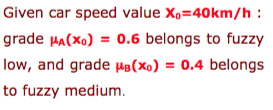 Given car speed value X₀=40km/h :
grade μA(X₀) = 0.6 belongs to fuzzy
low, and grade μB(X₀) = 0.4 belongs
to fuzzy medium.